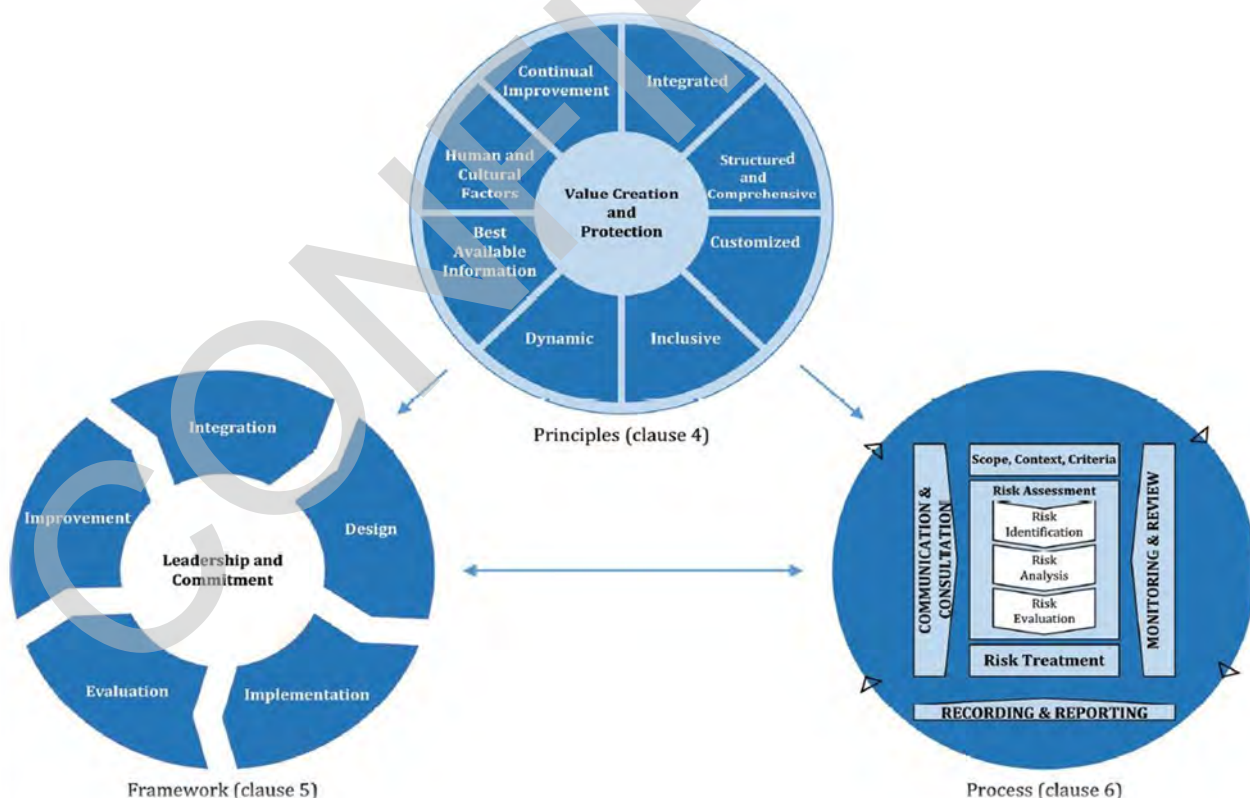 Continual
Improvement
Integrated
Human and
Cultural
Factors
Structured
and
Comprehensive
Value Creation
and
Protection
Best
Available
Information
Customized
Dynamic
Inclusive
Principles (clause 4)
Integration
Improvement
Design
Leadership and
Commitment
Evaluation
Implementation
Framework (clause 5)
COMMUNICATION &
CONSULTATION
Scope, Context, Criteria
Risk Assessment
Risk
Identification
Risk
Analysis
Risk
Evaluation
Risk Treatment
MONITORING & REVIEW
RECORDING & REPORTING
Process (clause 6)